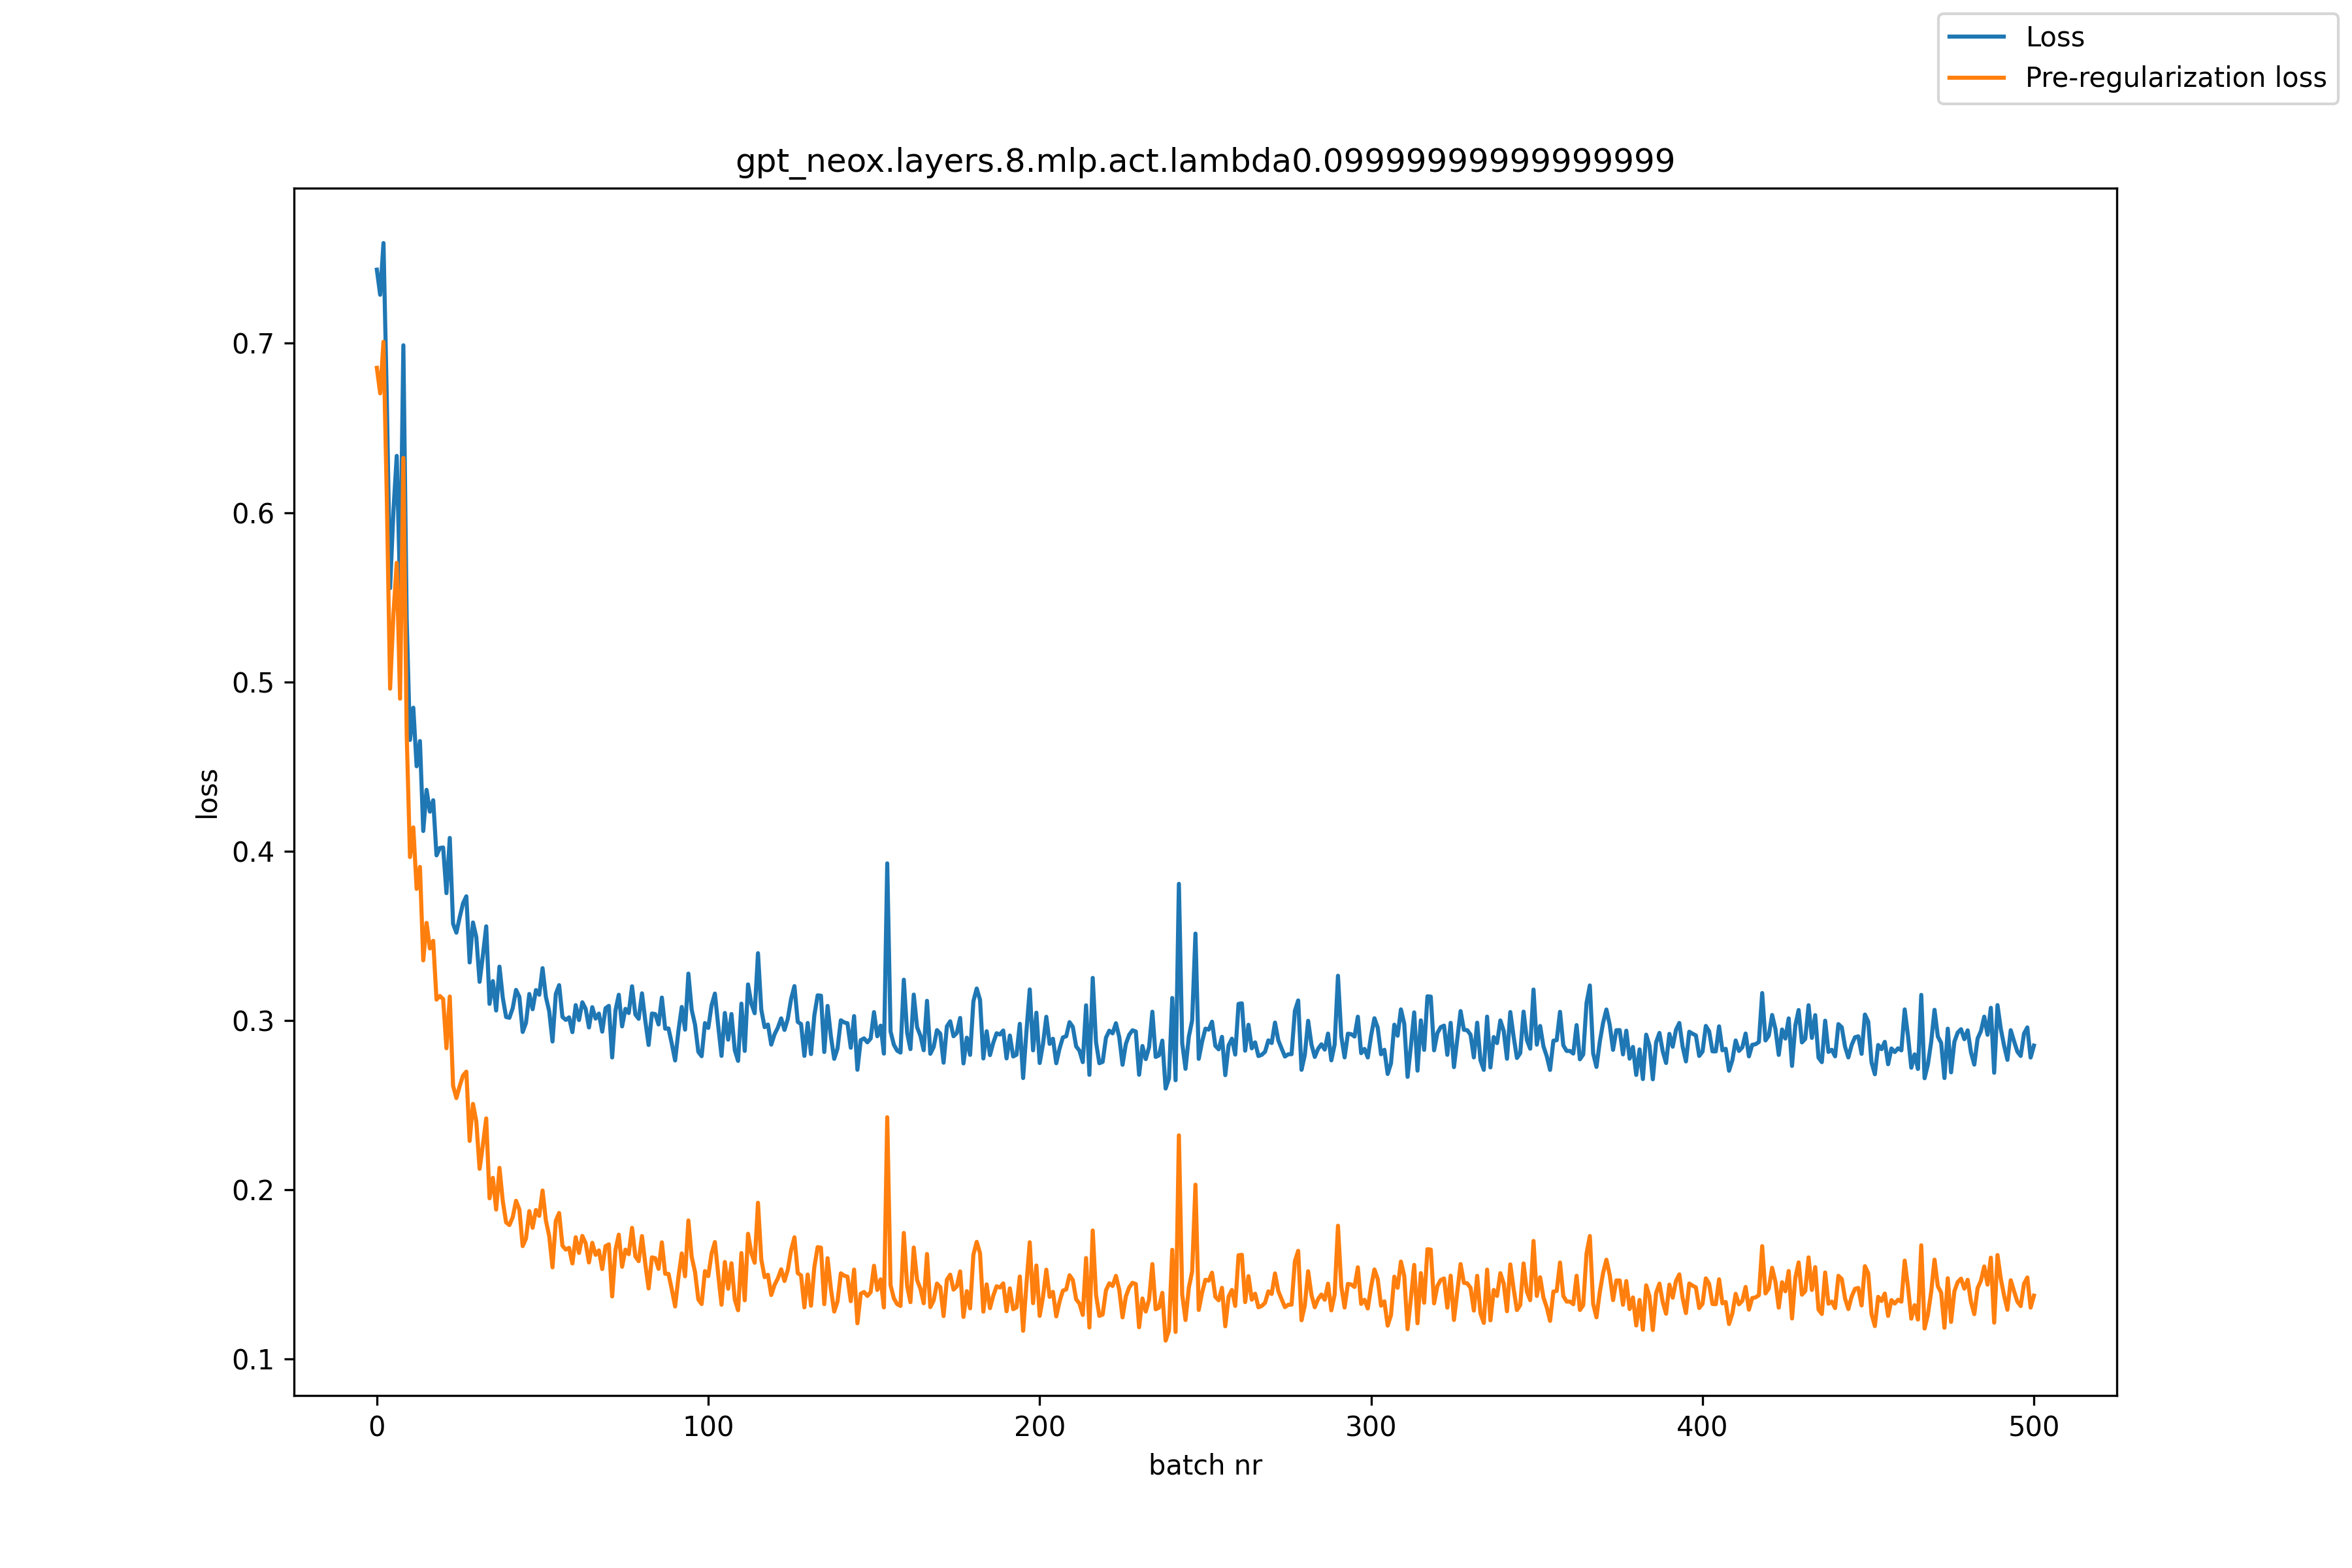 Loss
Pre-regularization loss
gpt_neox.layers.8.mlp.act.lambda0.09999999999999999
0.7
0.6
0.5
0.4
0.3
0.2
0.1
loss
0 100 200 300 400 500
batch nr